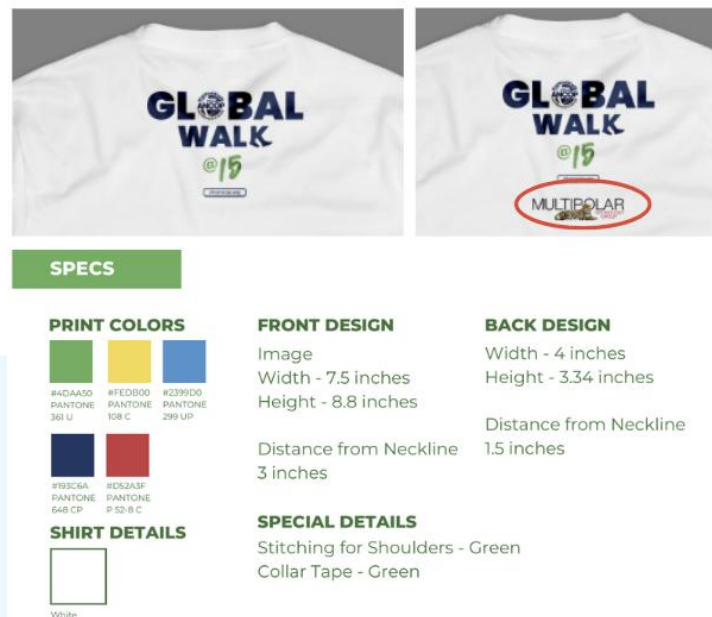 GLOBAL
WALK
@15
GLOBAL
WALK
@15
MULTIPOLAR
SPECS
PRINT COLORS
#4DAA50
PANTONE
361 U
#FEDB00
PANTONE
108 C
#2399D0
PANTONE
299 UP
#193C6A
PANTONE
648 CP
#D52A3F
PANTONE
P 52-8 C
SHIRT DETAILS
White
FRONT DESIGN
Image
Width - 7.5 inches
Height - 8.8 inches
Distance from Neckline
3 inches
SPECIAL DETAILS
Stitching for Shoulders - Green
Collar Tape - Green
BACK DESIGN
Width - 4 inches
Height - 3.34 inches
Distance from Neckline
1.5 inches